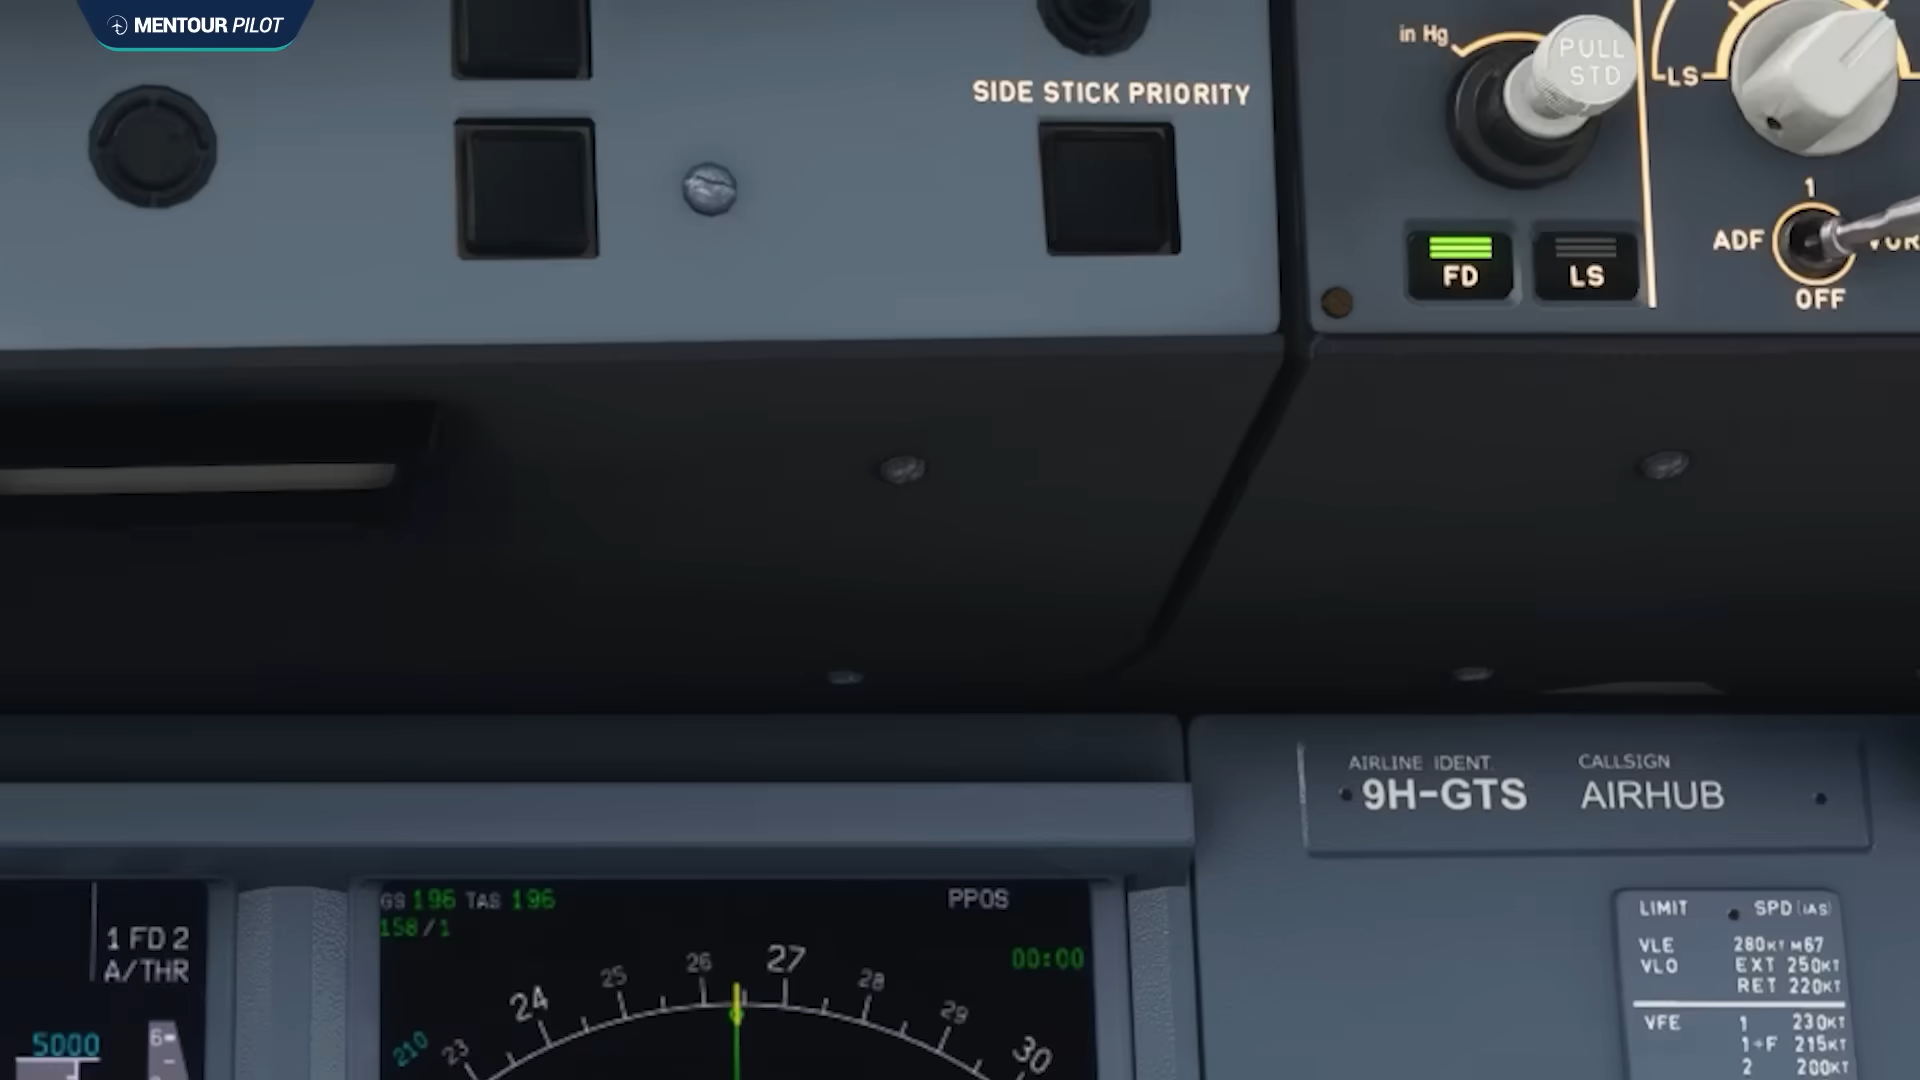 MENTOUR PILOT
in Hg
PULL
STD
LS
SIDE STICK PRIORITY
1
ADF
OFF
FD
LS
AIRLINE IDENT.
CALLSIGN
9H-GTS
AIRHUB
1 FD 2
A/THR
5000
6
GS 196 TAS 196
158/1
PPOS
00:00
210
23
24
25
26
27
28
29
30
LIMIT SPD (IAS)
VLE 280KT M67
VLO EXT 250KT
RET 220KT
VFE 1 230KT
1+F 215KT
2 200KT